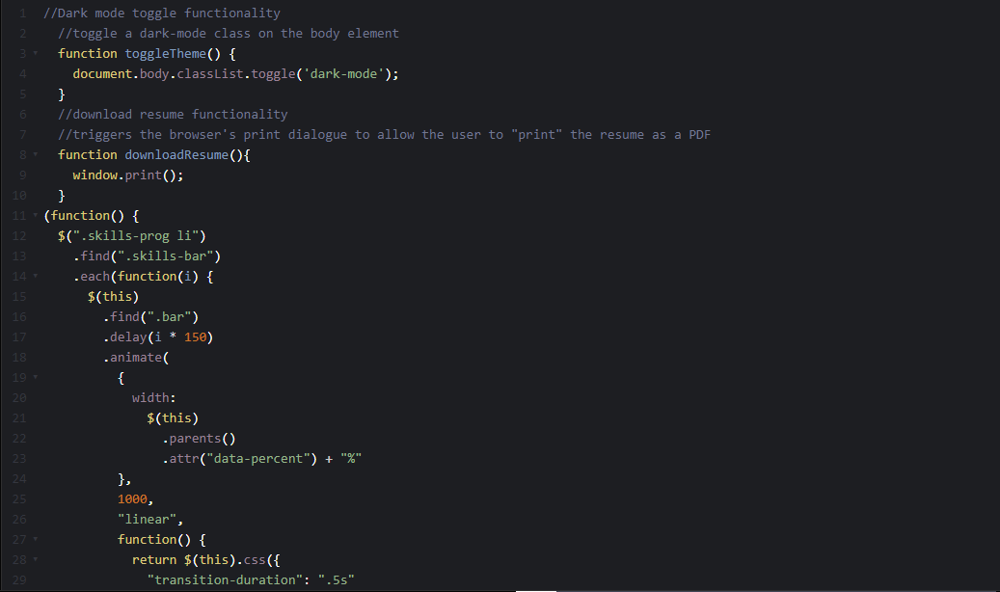 1 //Dark mode toggle functionality
2 //toggle a dark-mode class on the body element
3 function toggleTheme() {
4 document.body.classList.toggle('dark-mode');
5 }
6 //download resume functionality
7 //triggers the browser's print dialogue to allow the user to "print" the resume as a PDF
8 function downloadResume(){
9 window.print();
10 }
11 (function() {
12 $(".skills-prog li")
13 .find(".skills-bar")
14 .each(function(i) {
15 $(this)
16 .find(".bar")
17 .delay(i * 150)
18 .animate(
19 {
20 width:
21 $(this)
22 .parents()
23 .attr("data-percent") + "%"
24 },
25 1000,
26 "linear",
27 function() {
28 return $(this).css({
29 "transition-duration": ".5s"